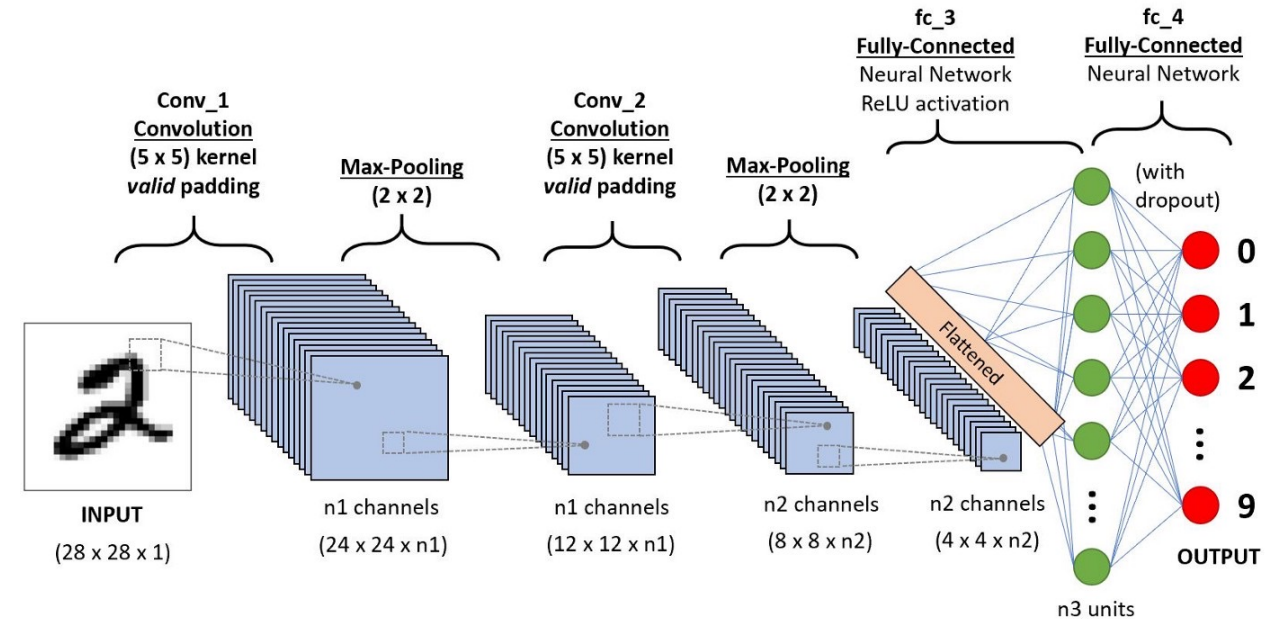 Conv_1
Convolution
(5 x 5) kernel
valid padding
Max-Pooling
(2 x 2)
Conv_2
Convolution
(5 x 5) kernel
valid padding
Max-Pooling
(2 x 2)
fc_3
Fully-Connected
Neural Network
ReLU activation
fc_4
Fully-Connected
Neural Network
(with
dropout)
Flattened
0
1
2
9
OUTPUT
2
INPUT
(28 x 28 x 1)
n1 channels
(24 x 24 x n1)
n1 channels
(12 x 12 x n1)
n2 channels
(8 x 8 x n2)
n2 channels
(4 x 4 x n2)
n3 units